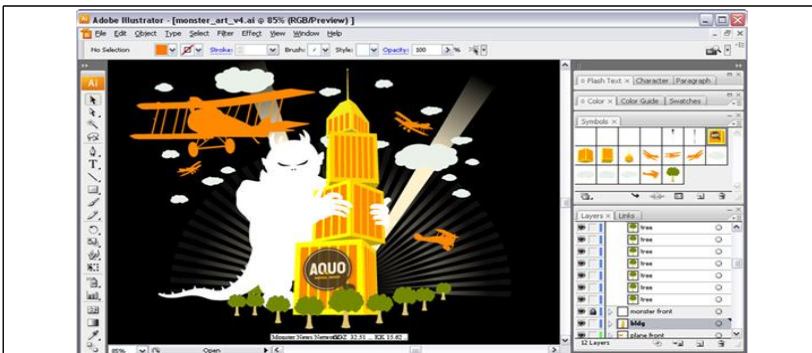 Adobe Illustrator - [monster_art_v4.ai @ 85% (RGB/Preview) ]
File Edit Object Type Select Filter Effect View Window Help
No Selection Stroke: Brush: Style: Opacity: 100 %
Ai
Flash Text × Character Paragraph
Color × Color Guide Swatches
Symbols ×
Layers × Links
tree
tree
tree
tree
tree
tree
tree
monster front
bldg
plane front
12 Layers
AQUO
Monster News Network
85% Open